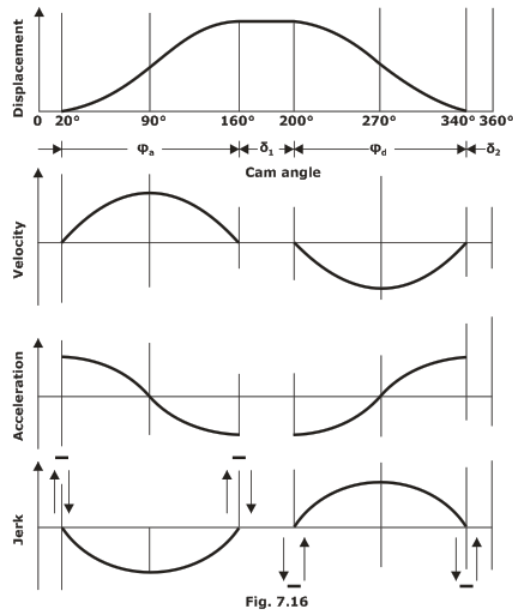 Displacement
0 20° 90° 160° 200° 270° 340° 360°
φa δ1 φd δ2
Cam angle
Velocity
Acceleration
Jerk
Fig. 7.16